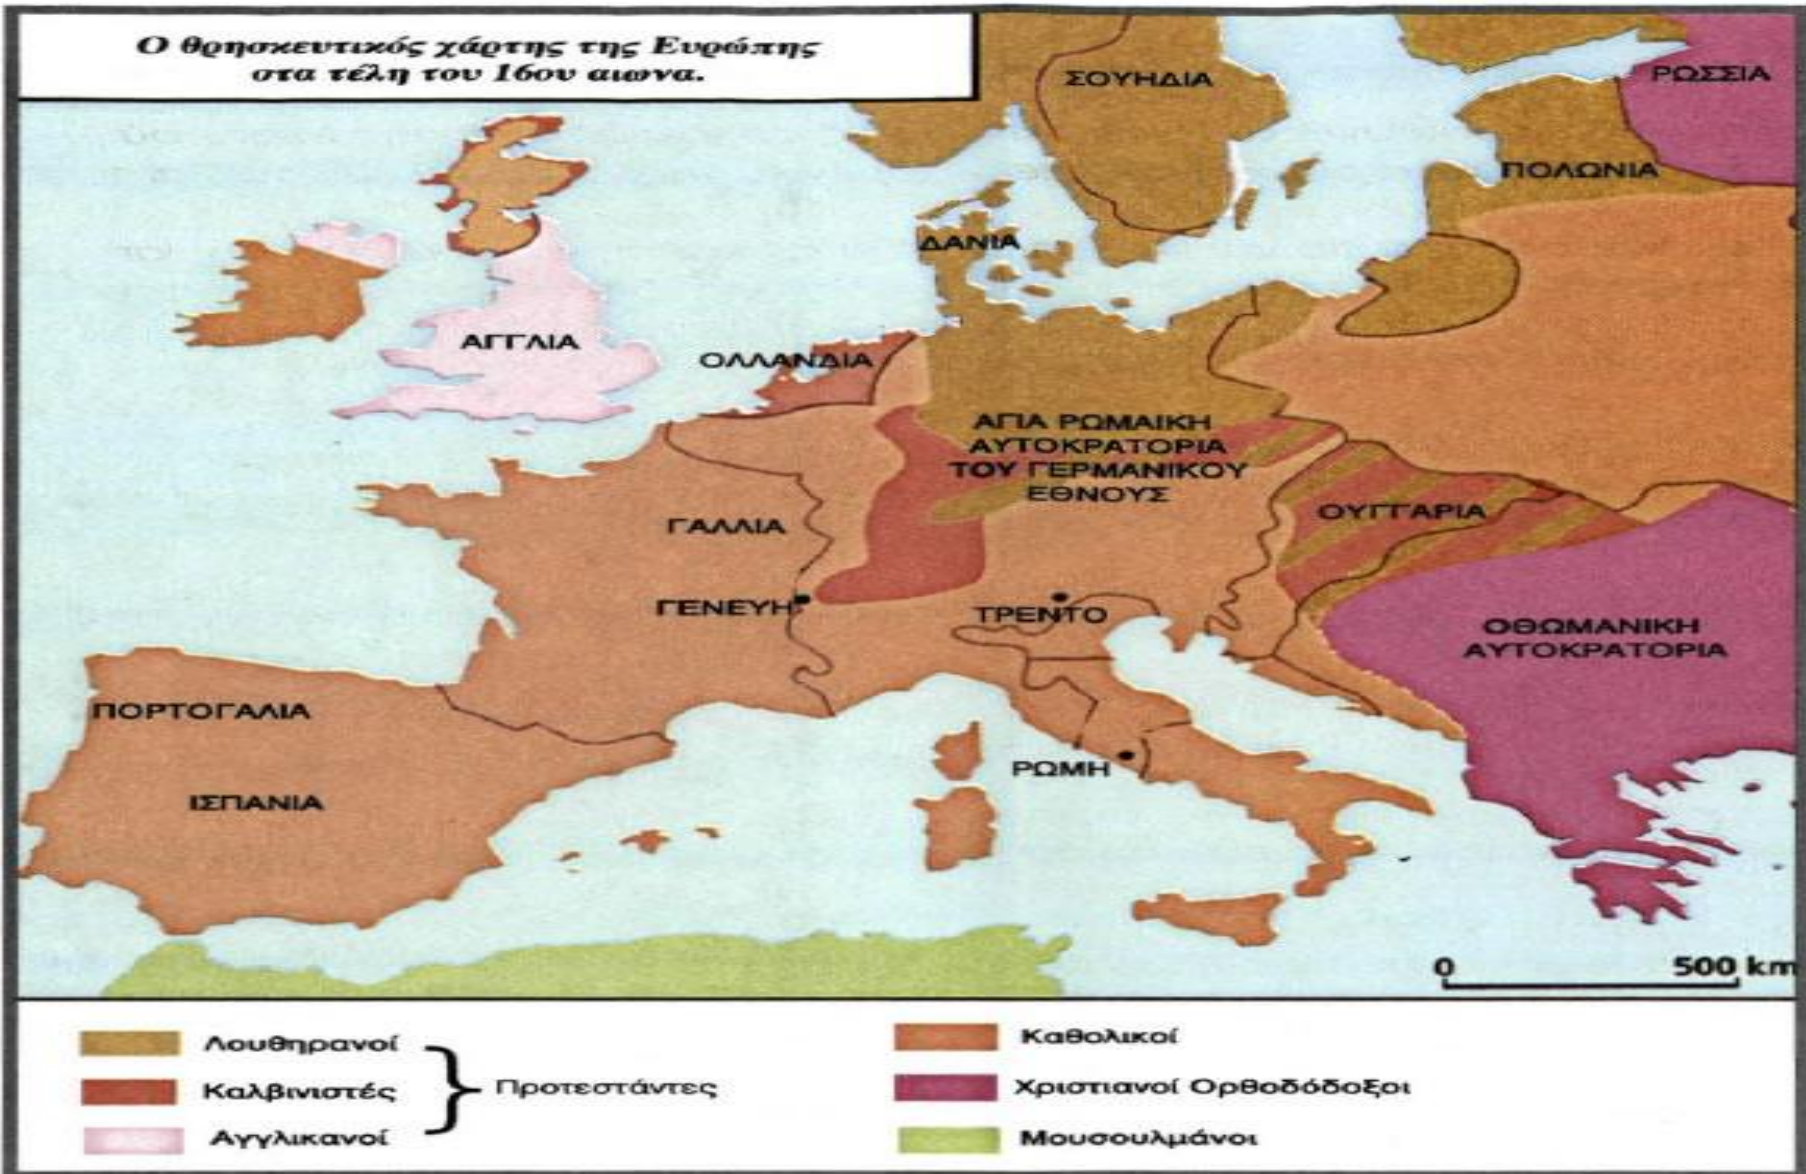 Ο θρησκευτικός χάρτης της Ευρώπης
στα τέλη του 16ου αιωνα.
ΣΟΥΗΔΙΑ
ΡΩΣΣΙΑ
ΠΟΛΩΝΙΑ
ΔΑΝΙΑ
ΑΓΓΛΙΑ
ΟΛΛΑΝΔΙΑ
ΑΓΙΑ ΡΩΜΑΙΚΗ
ΑΥΤΟΚΡΑΤΟΡΙΑ
ΤΟΥ ΓΕΡΜΑΝΙΚΟΥ
ΕΘΝΟΥΣ
ΟΥΓΓΑΡΙΑ
ΓΑΛΛΙΑ
ΓΕΝΕΥΗ
ΤΡΕΝΤΟ
ΟΘΩΜΑΝΙΚΗ
ΑΥΤΟΚΡΑΤΟΡΙΑ
ΠΟΡΤΟΓΑΛΙΑ
ΡΩΜΗ
ΙΣΠΑΝΙΑ
0 500 km
Λουθηρανοί
Καλβινιστές
Αγγλικανοί
Προτεστάντες
Καθολικοί
Χριστιανοί Ορθοδόδοξοι
Μουσουλμάνοι